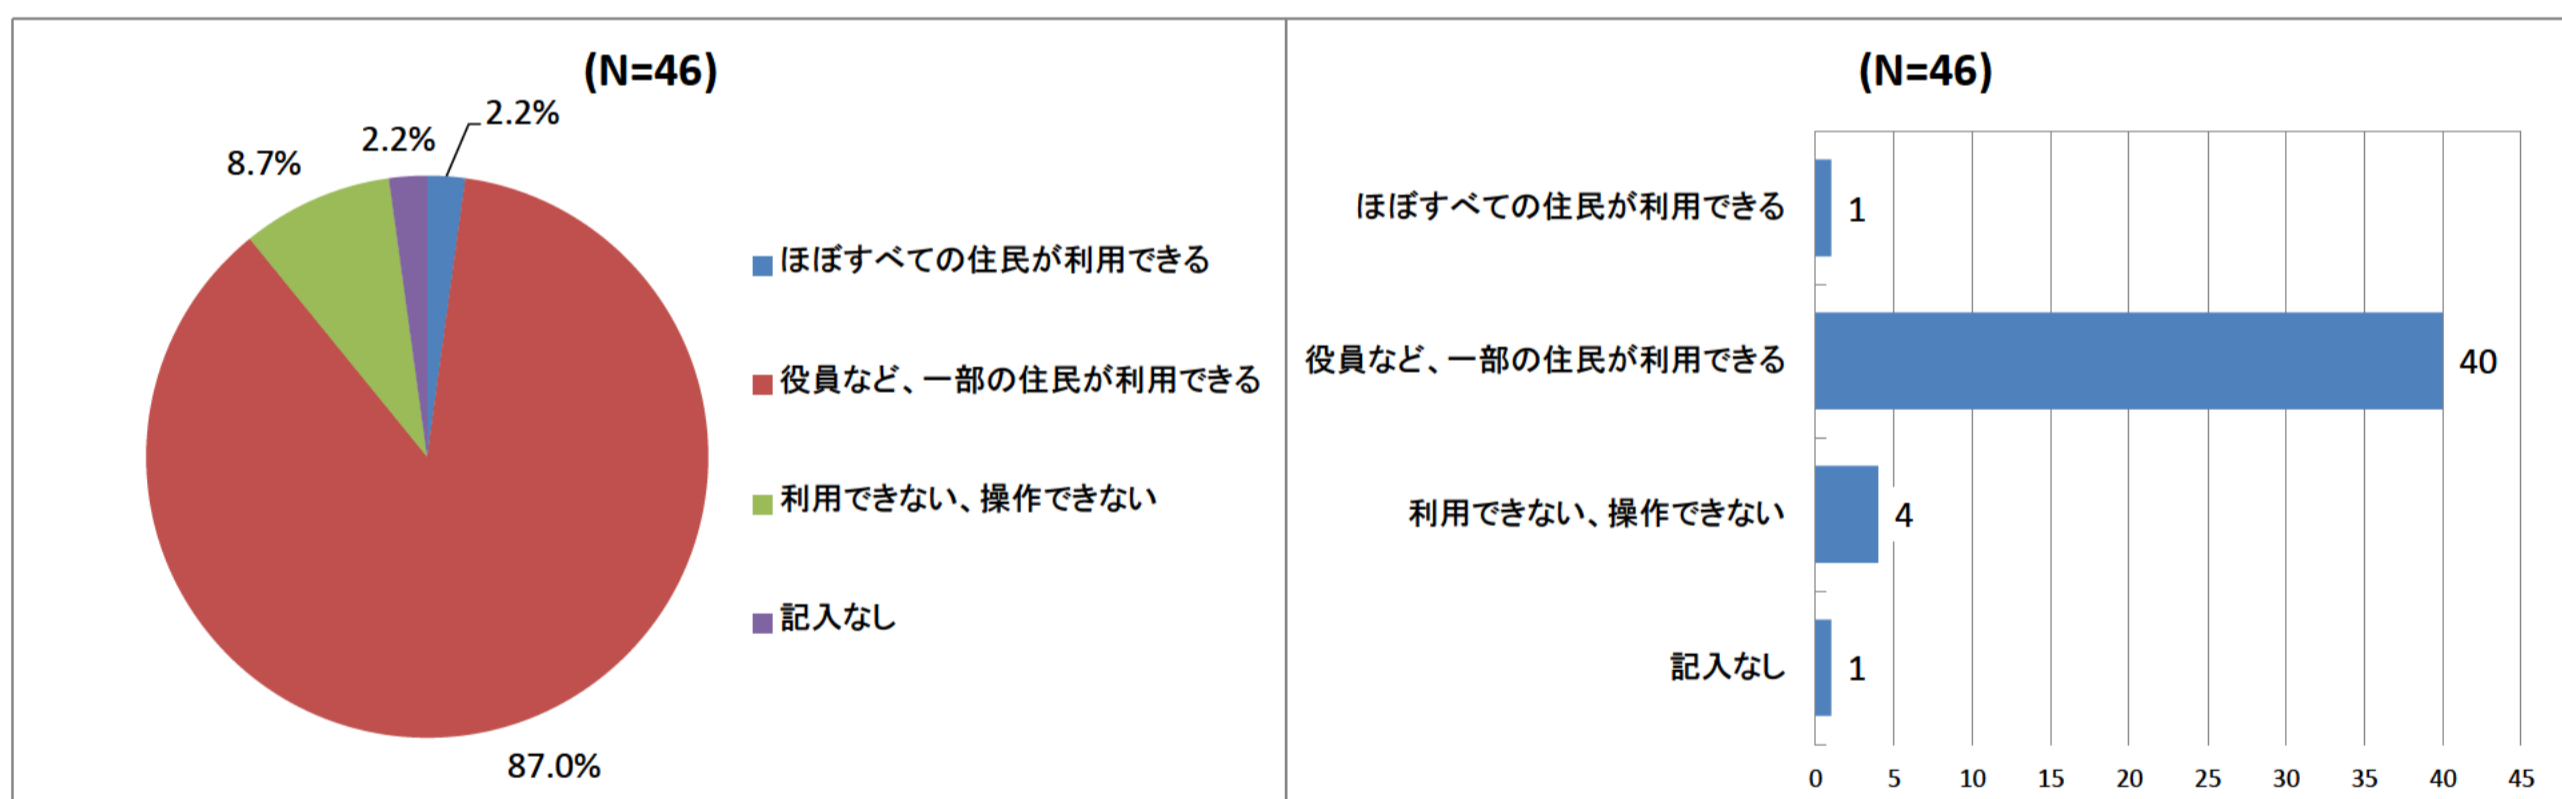 (N=46)
2.2%
2.2%
8.7%
87.0%
ほぼすべての住民が利用できる
役員など、一部の住民が利用できる
利用できない、操作できない
記入なし
(N=46)
ほぼすべての住民が利用できる 1
役員など、一部の住民が利用できる 40
利用できない、操作できない 4
記入なし 1
0 5 10 15 20 25 30 35 40 45